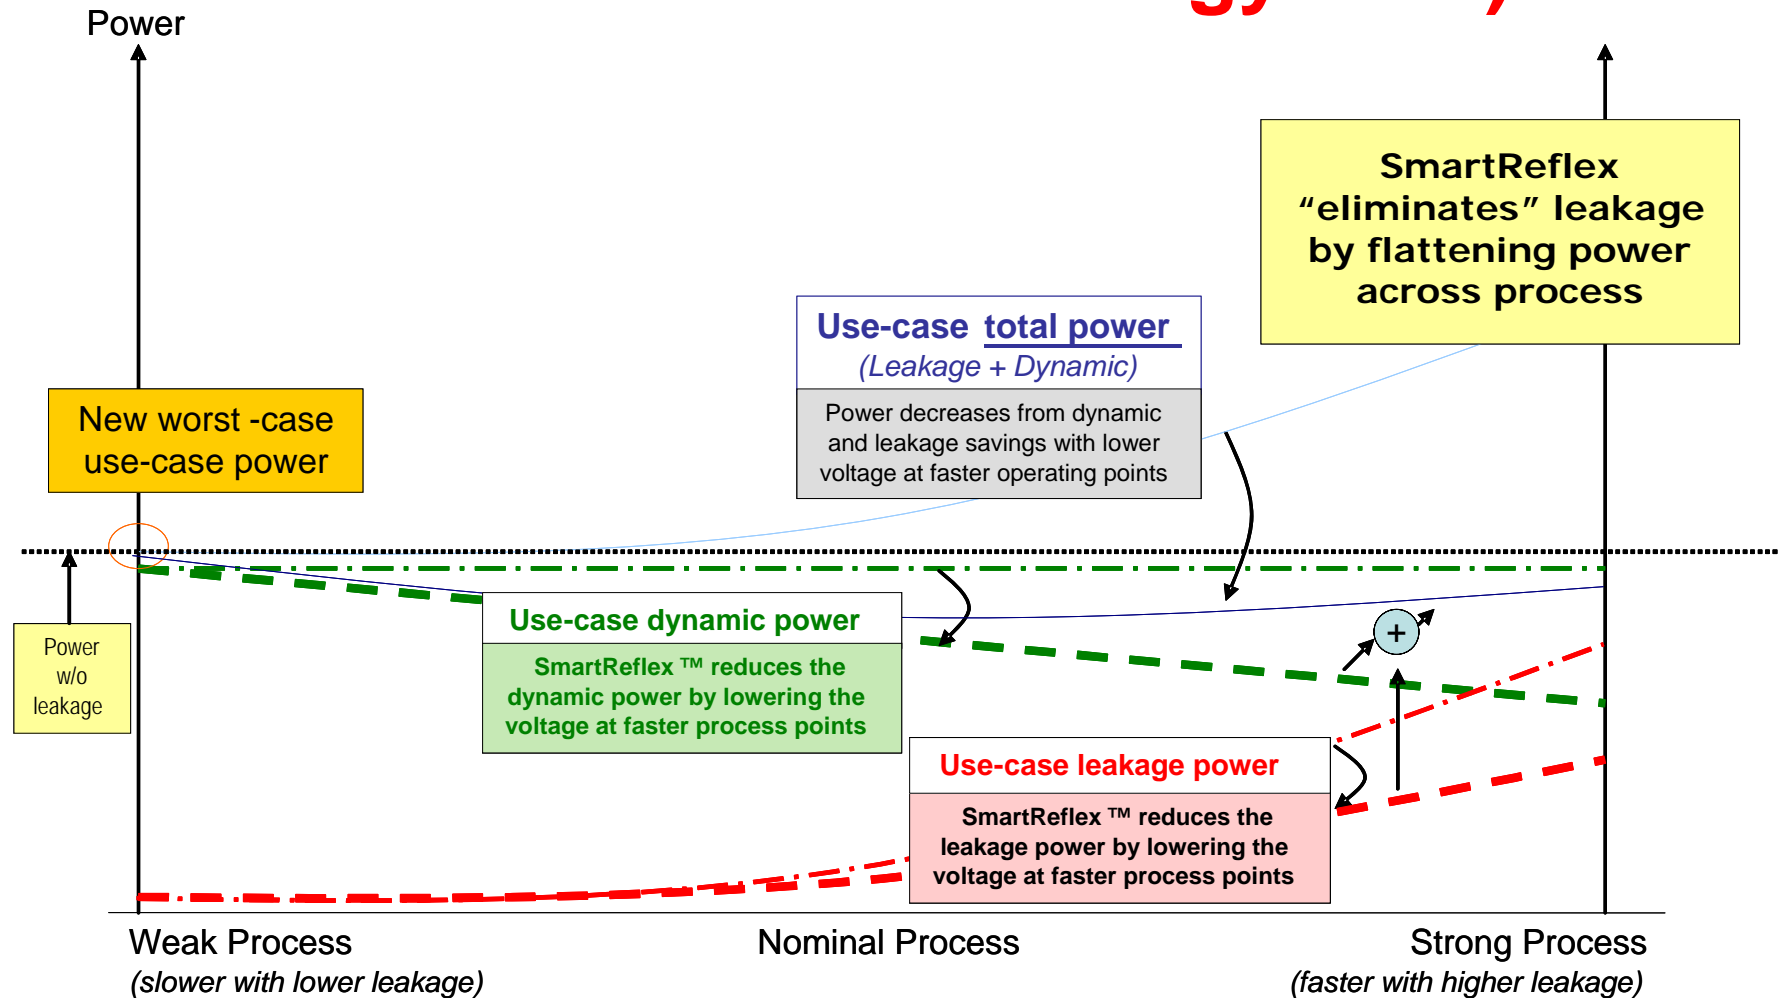 gy
)
Power
SmartReflex
“eliminates” leakage
by flattening power
across process
Use-case total power
(Leakage + Dynamic)
Power decreases from dynamic
and leakage savings with lower
voltage at faster operating points
New worst -case
use-case power
Power
w/o
leakage
Use-case dynamic power
SmartReflex ™ reduces the
dynamic power by lowering the
voltage at faster process points
+
Use-case leakage power
SmartReflex ™ reduces the
leakage power by lowering the
voltage at faster process points
Weak Process
(slower with lower leakage)
Nominal Process
Strong Process
(faster with higher leakage)